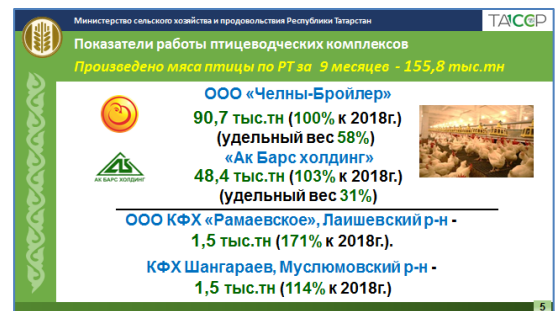 Министерство сельского хозяйства и продовольствия Республики Татарстан
ТАССР
Показатели работы птицеводческих комплексов
Произведено мяса птицы по РТ за 9 месяцев - 155,8 тыс.тн
ООО «Челны-Бройлер»
90,7 тыс.тн (100% к 2018г.)
(удельный вес 58%)
«Ак Барс холдинг»
АК БАРС ХОЛДИНГ
48,4 тыс.тн (103% к 2018г.)
(удельный вес 31%)
ООО КФХ «Рамаевское», Лаишевский р-н -
1,5 тыс.тн (171% к 2018г.).
КФХ Шангараев, Муслюмовский р-н -
1,5 тыс.тн (114% к 2018г.)
5